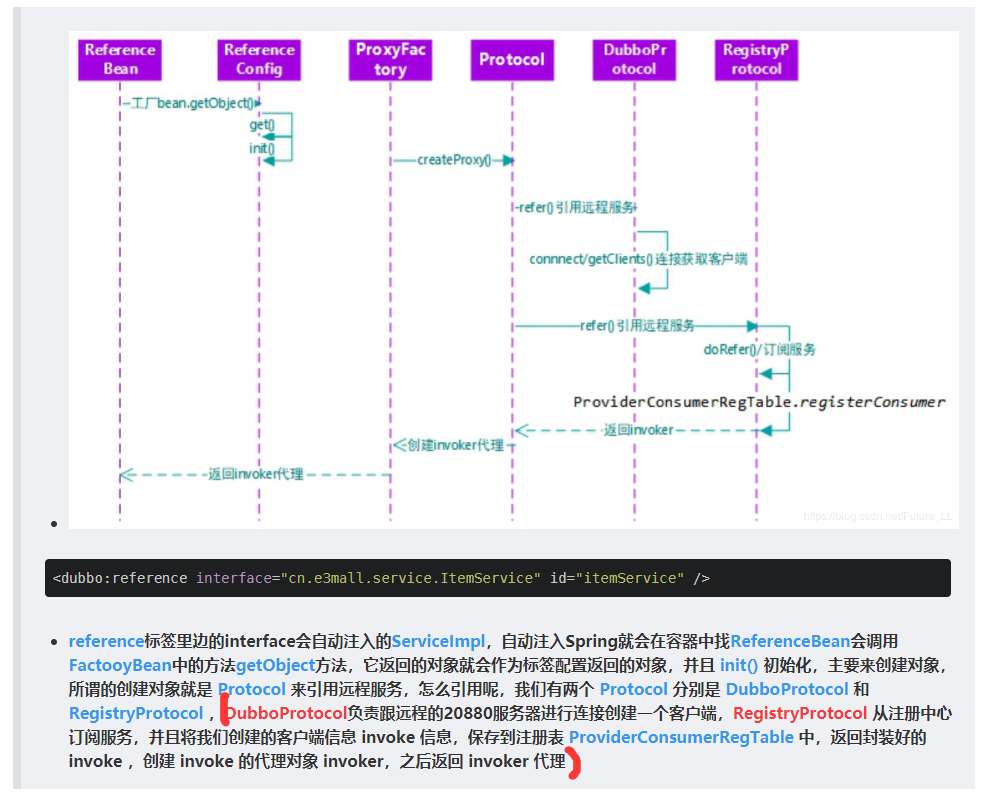 Reference Bean
Reference Config
ProxyFac tory
Protocol
DubboPr otocol
RegistryP rotocol
工厂bean.getObject()
get()
init()
createProxy()
refer()引用远程服务
connnect/getClients()连接获取客户端
refer()引用远程服务
doRefer()/订阅服务
ProviderConsumerRegTable.registerConsumer
返回invoker
创建invoker代理
返回invoker代理
https://blog.csdn.net/Future_LL
<dubbo:reference interface="cn.e3mall.service.ItemService" id="itemService" />
reference标签里边的interface会自动注入的ServiceImpl，自动注入Spring就会在容器中找ReferenceBean会调用
FactooyBean中的方法getObject方法，它返回的对象就会作为标签配置返回的对象，并且 init() 初始化，主要来创建对象，
所谓的创建对象就是 Protocol 来引用远程服务，怎么引用呢，我们有两个 Protocol 分别是 DubboProtocol 和
RegistryProtocol ，DubboProtocol负责跟远程的20880服务器进行连接创建一个客户端，RegistryProtocol 从注册中心
订阅服务，并且将我们创建的客户端信息 invoke 信息，保存到注册表 ProviderConsumerRegTable 中，返回封装好的
invoke ，创建 invoke 的代理对象 invoker，之后返回 invoker 代理